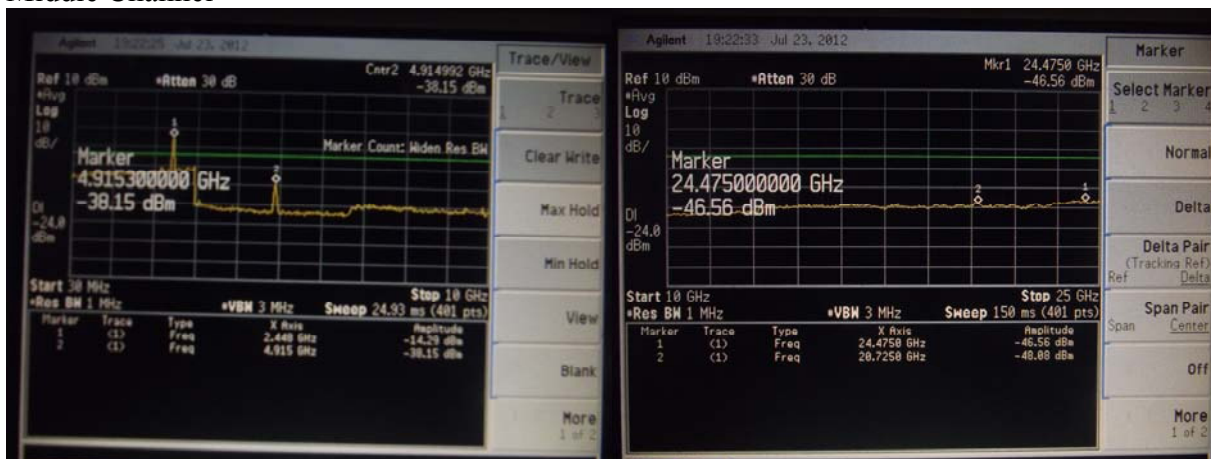 Middle Channel
Agilent 19:22:25 Jul 23, 2012
Trace/View
Cntr2 4.914992 GHz
Ref 10 dBm *Atten 30 dB -38.15 dBm
*Avg
Log
10
dB/
1
2
Marker Count: Widen Res BW
Marker
4.915300000 GHz
-38.15 dBm
DI
-24.0
dBm
Start 30 MHz Stop 10 GHz
*Res BW 1 MHz *VBW 3 MHz Sweep 24.93 ms (401 pts)
Marker Trace Type X Axis Amplitude
1 (1) Freq 2.448 GHz -14.29 dBm
2 (1) Freq 4.915 GHz -38.15 dBm
Trace
1 2 3
Clear Write
Max Hold
Min Hold
View
Blank
More
1 of 2
Agilent 19:22:33 Jul 23, 2012
Marker
Mkr1 24.4750 GHz
Ref 10 dBm *Atten 30 dB -46.56 dBm
*Avg
Log
10
dB/
Marker
24.475000000 GHz
-46.56 dBm
2
1
DI
-24.0
dBm
Start 10 GHz Stop 25 GHz
*Res BW 1 MHz *VBW 3 MHz Sweep 150 ms (401 pts)
Marker Trace Type X Axis Amplitude
1 (1) Freq 24.4750 GHz -46.56 dBm
2 (1) Freq 20.7250 GHz -48.08 dBm
Select Marker
1 2 3 4
Normal
Delta
Delta Pair
(Tracking Ref)
Ref Delta
Span Pair
Span Center
Off
More
1 of 2